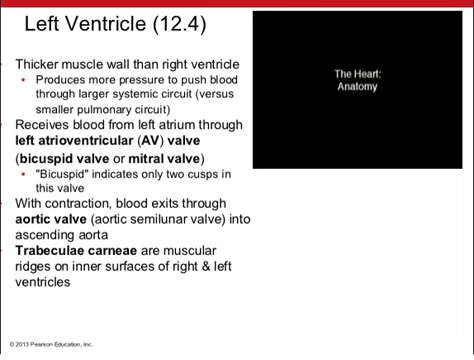 Left Ventricle (12.4)
Thicker muscle wall than right ventricle
• Produces more pressure to push blood
through larger systemic circuit (versus
smaller pulmonary circuit)
Receives blood from left atrium through
left atrioventricular (AV) valve
(bicuspid valve or mitral valve)
• "Bicuspid" indicates only two cusps in
this valve
With contraction, blood exits through
aortic valve (aortic semilunar valve) into
ascending aorta
Trabeculae carneae are muscular
ridges on inner surfaces of right & left
ventricles
The Heart:
Anatomy
© 2013 Pearson Education, Inc.